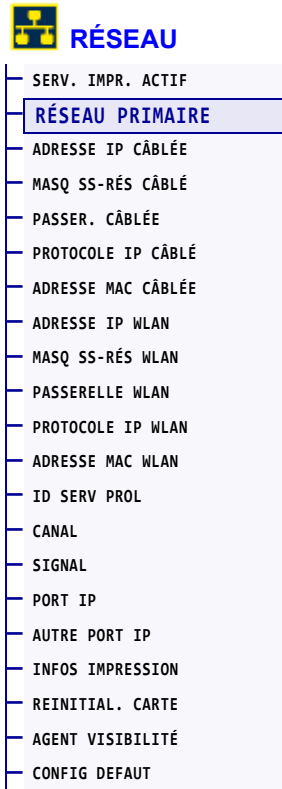 RÉSEAU
SERV. IMPR. ACTIF
RÉSEAU PRIMAIRE
ADRESSE IP CÂBLÉE
MASQ SS-RÉS CÂBLÉ
PASSER. CÂBLÉE
PROTOCOLE IP CÂBLÉ
ADRESSE MAC CÂBLÉE
ADRESSE IP WLAN
MASQ SS-RÉS WLAN
PASSERELLE WLAN
PROTOCOLE IP WLAN
ADRESSE MAC WLAN
ID SERV PROL
CANAL
SIGNAL
PORT IP
AUTRE PORT IP
INFOS IMPRESSION
REINITIAL. CARTE
AGENT VISIBILITÉ
CONFIG DEFAUT